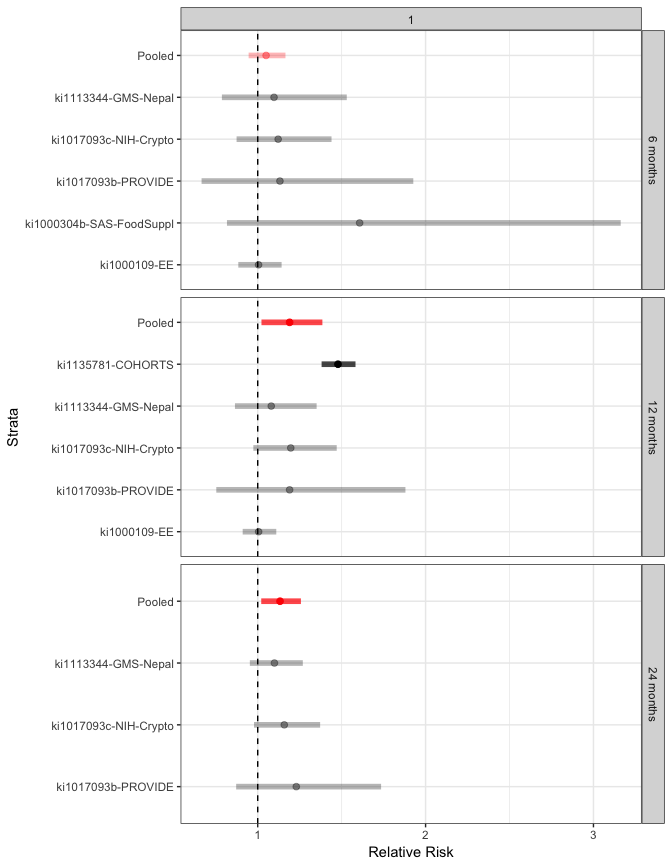 1
Pooled
ki1113344-GMS-Nepal
ki1017093c-NIH-Crypto
ki1017093b-PROVIDE
ki1000304b-SAS-FoodSuppl
ki1000109-EE
6 months
Pooled
ki1135781-COHORTS
ki1113344-GMS-Nepal
ki1017093c-NIH-Crypto
ki1017093b-PROVIDE
ki1000109-EE
12 months
Pooled
ki1113344-GMS-Nepal
ki1017093c-NIH-Crypto
ki1017093b-PROVIDE
24 months
Strata
1 2 3
Relative Risk